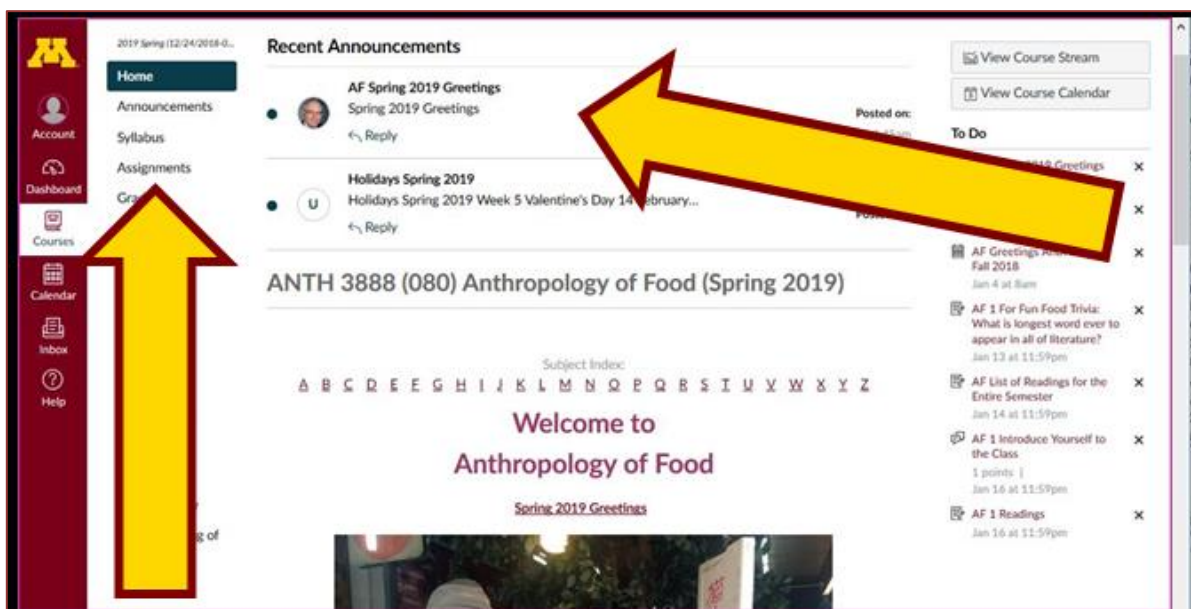 M
Account
Dashboard
Courses
Calendar
Inbox
Help
2019 Spring (12/24/2018-0...
Home
Announcements
Syllabus
Assignments
g of
Recent Announcements
AF Spring 2019 Greetings
Spring 2019 Greetings
Reply
Posted on:
Holidays Spring 2019
U
Holidays Spring 2019 Week 5 Valentine's Day 14 February...
Reply
ANTH 3888 (080) Anthropology of Food (Spring 2019)
Subject Index:
A B C D E F G H I J K L M N O P Q R S T U V W X Y Z
Welcome to
Anthropology of Food
Spring 2019 Greetings
View Course Stream
View Course Calendar
To Do
2019 Greetings
AF Greetings
Fall 2018
Jan 4 at 8am
AF 1 For Fun Food Trivia:
What is longest word ever to
appear in all of literature?
Jan 13 at 11:59pm
AF List of Readings for the
Entire Semester
Jan 14 at 11:59pm
AF 1 Introduce Yourself to
the Class
1 points |
Jan 16 at 11:59pm
AF 1 Readings
Jan 16 at 11:59pm